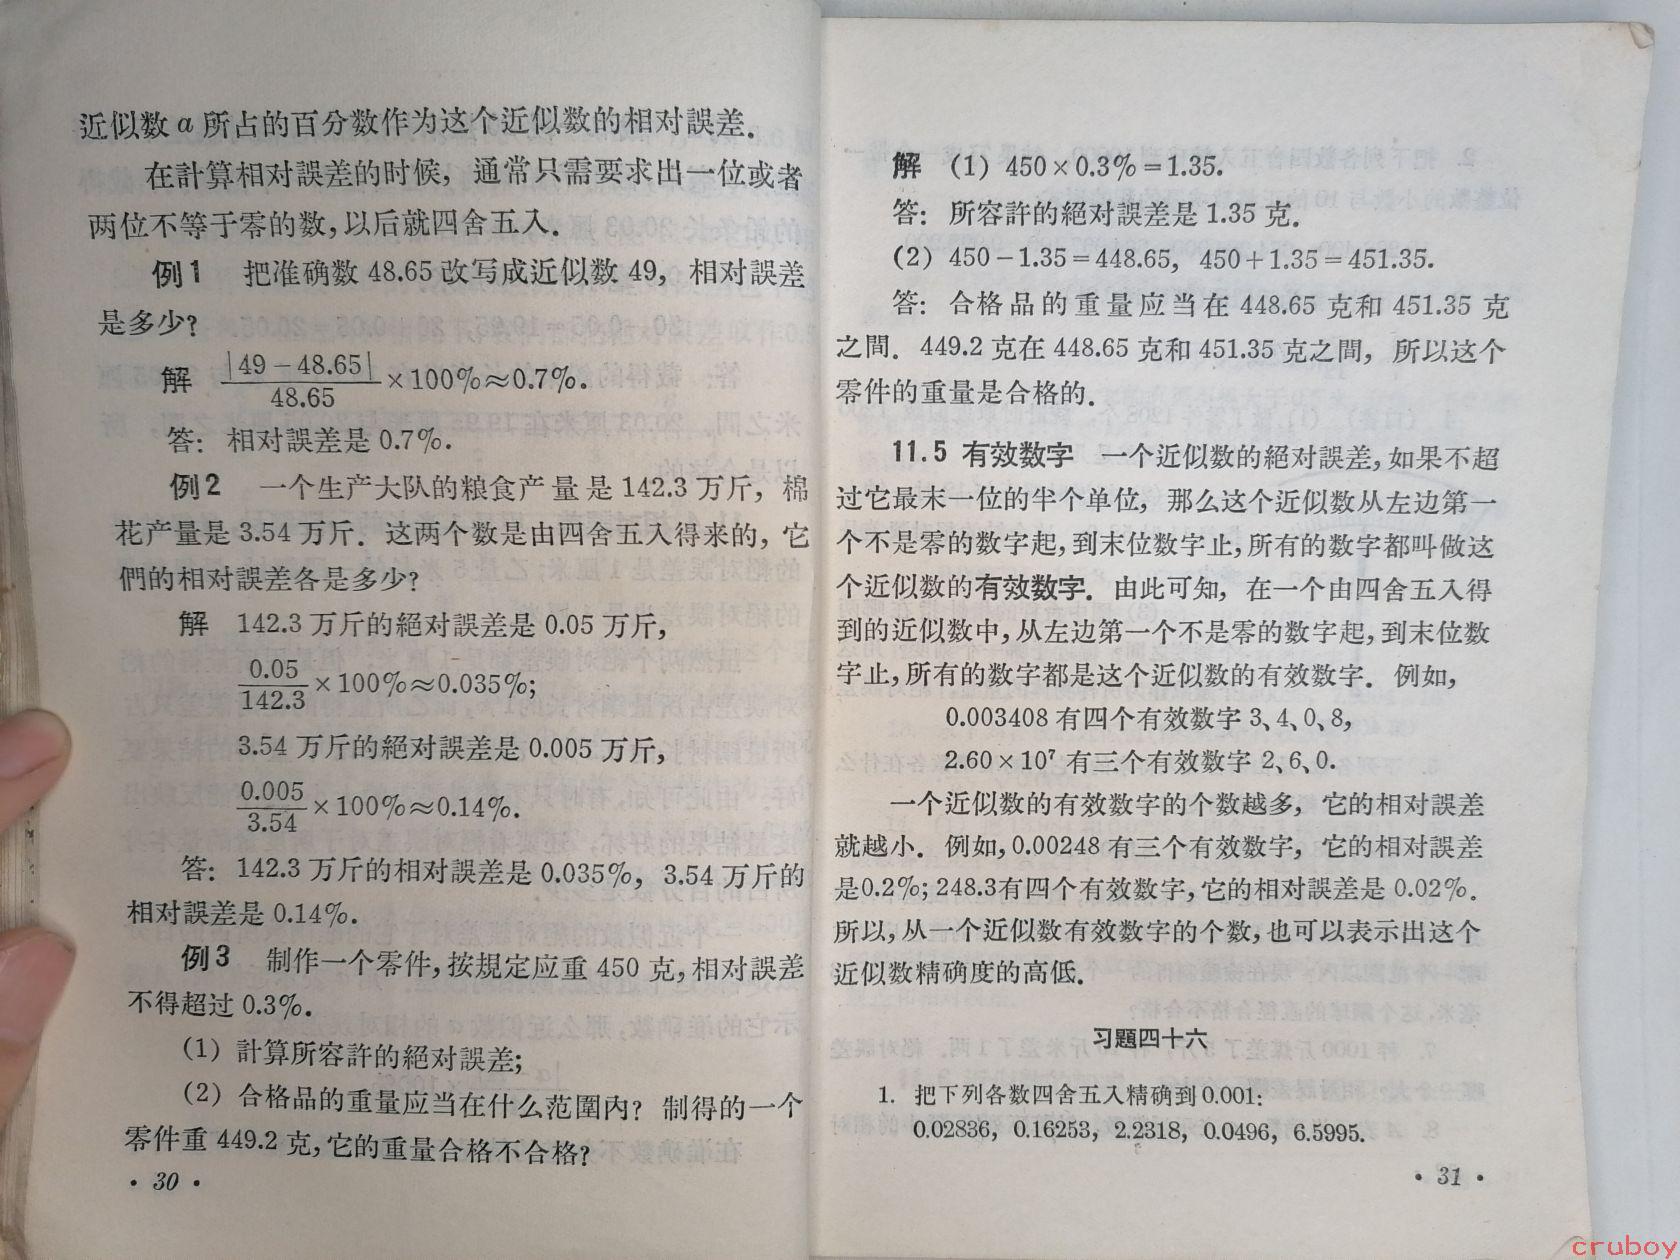 近似数 a 所占的百分数作为这个近似数的相对誤差.
在計算相对誤差的时候, 通常只需要求出一位或者
两位不等于零的数, 以后就四舍五入.
例1 把准确数 48.65 改写成近似数 49, 相对誤差
是多少?
解 |49－48.65|/48.65 ×100%≈0.7%.
答: 相对誤差是 0.7%.
例2 一个生产大队的粮食产量是 142.3 万斤, 棉
花产量是 3.54 万斤. 这两个数是由四舍五入得来的, 它
們的相对誤差各是多少?
解 142.3 万斤的絕对誤差是 0.05 万斤,
0.05/142.3 ×100%≈0.035%;
3.54 万斤的絕对誤差是 0.005 万斤,
0.005/3.54 ×100%≈0.14%.
答: 142.3 万斤的相对誤差是 0.035%, 3.54 万斤的
相对誤差是 0.14%.
例3 制作一个零件, 按規定应重 450 克, 相对誤差
不得超过 0.3%.
(1) 計算所容許的絕对誤差;
(2) 合格品的重量应当在什么范圍内? 制得的一个
零件重 449.2 克, 它的重量合格不合格?
· 30 ·
解 (1) 450×0.3%=1.35.
答: 所容許的絕对誤差是 1.35 克.
(2) 450－1.35=448.65, 450+1.35=451.35.
答: 合格品的重量应当在 448.65 克和 451.35 克
之間. 449.2 克在 448.65 克和 451.35 克之間, 所以这个
零件的重量是合格的.
11.5 有效数字 一个近似数的絕对誤差, 如果不超
过它最末一位的半个单位, 那么这个近似数从左边第一
个不是零的数字起, 到末位数字止, 所有的数字都叫做这
个近似数的有效数字. 由此可知, 在一个由四舍五入得
到的近似数中, 从左边第一个不是零的数字起, 到末位数
字止, 所有的数字都是这个近似数的有效数字. 例如,
0.003408 有四个有效数字 3、4、0、8,
2.60×10⁷ 有三个有效数字 2、6、0.
一个近似数的有效数字的个数越多, 它的相对誤差
就越小. 例如, 0.00248 有三个有效数字, 它的相对誤差
是0.2%; 248.3有四个有效数字, 它的相对誤差是 0.02%.
所以, 从一个近似数有效数字的个数, 也可以表示出这个
近似数精确度的高低.
习題四十六
1. 把下列各数四舍五入精确到 0.001:
0.02836, 0.16253, 2.2318, 0.0496, 6.5995.
· 31 ·
cruboy